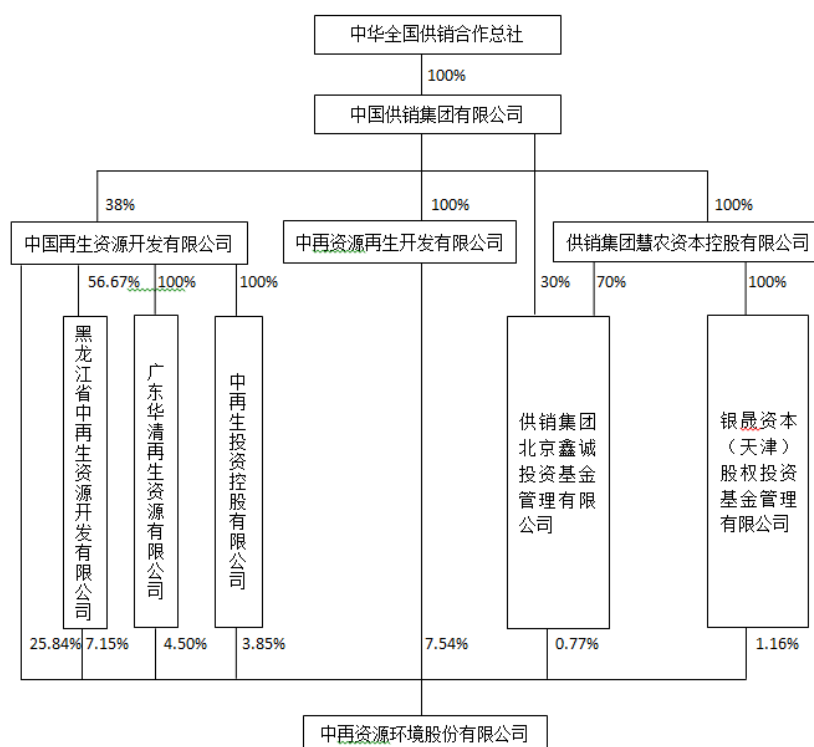 中华全国供销合作总社
100%
中国供销集团有限公司
38%
100%
100%
中国再生资源开发有限公司
中再资源再生开发有限公司
供销集团慧农资本控股有限公司
56.67%
100%
100%
30%
70%
100%
黑龙江省中再生资源开发有限公司
广东华清再生资源有限公司
中再生投资控股有限公司
供销集团
北京鑫诚
投资基金
管理有限
公司
银晟资本
（天津）
股权投资
基金管理
有限公司
25.84%
7.15%
4.50%
3.85%
7.54%
0.77%
1.16%
中再资源环境股份有限公司